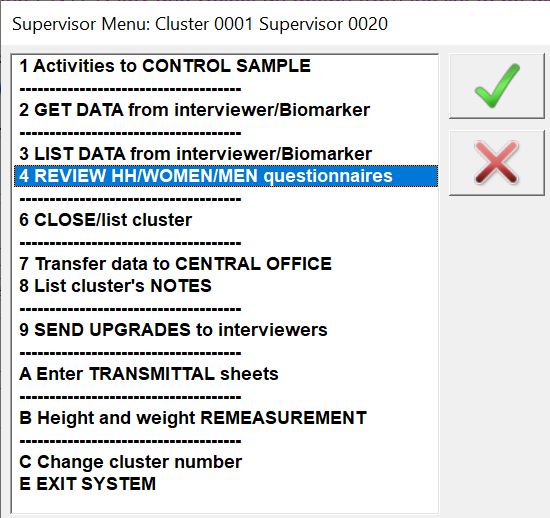 Supervisor Menu: Cluster 0001 Supervisor 0020
1 Activities to CONTROL SAMPLE
-------------------------------------
2 GET DATA from interviewer/Biomarker
-------------------------------------
3 LIST DATA from interviewer/Biomarker
4 REVIEW HH/WOMEN/MEN questionnaires
-------------------------------------
6 CLOSE/list cluster
-------------------------------------
7 Transfer data to CENTRAL OFFICE
8 List cluster's NOTES
-------------------------------------
9 SEND UPGRADES to interviewers
-------------------------------------
A Enter TRANSMITTAL sheets
-------------------------------------
B Height and weight REMEASUREMENT
-------------------------------------
C Change cluster number
E EXIT SYSTEM